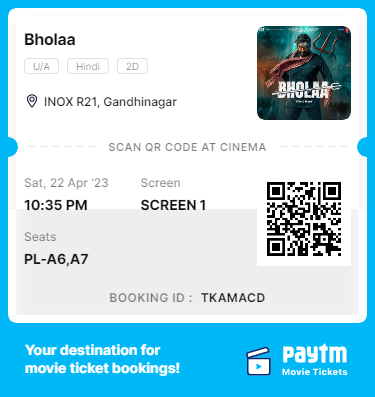 Bholaa
U/A Hindi 2D
INOX R21, Gandhinagar
BHOLAA
SCAN QR CODE AT CINEMA
Sat, 22 Apr '23 Screen
10:35 PM SCREEN 1
Seats
PL-A6,A7
BOOKING ID : TKAMACD
Your destination for
movie ticket bookings!
paytm
Movie Tickets